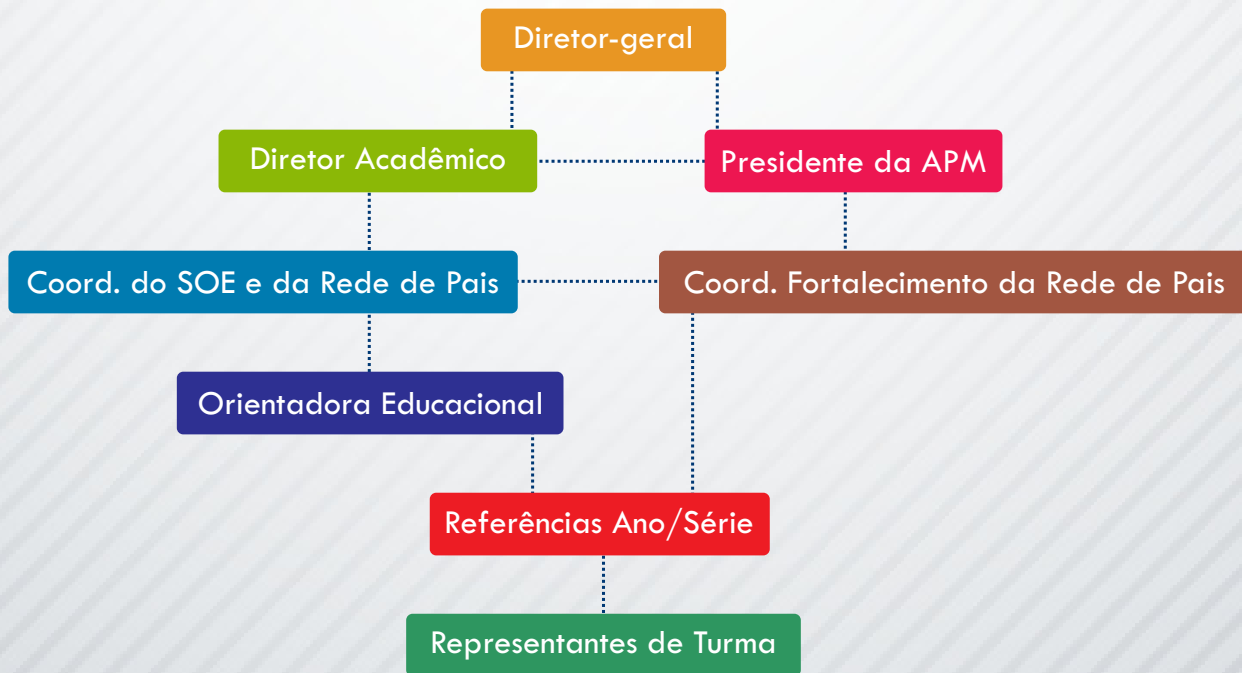 Diretor-geral
Diretor Acadêmico
Presidente da APM
Coord. do SOE e da Rede de Pais
Coord. Fortalecimento da Rede de Pais
Orientadora Educacional
Referências Ano/Série
Representantes de Turma